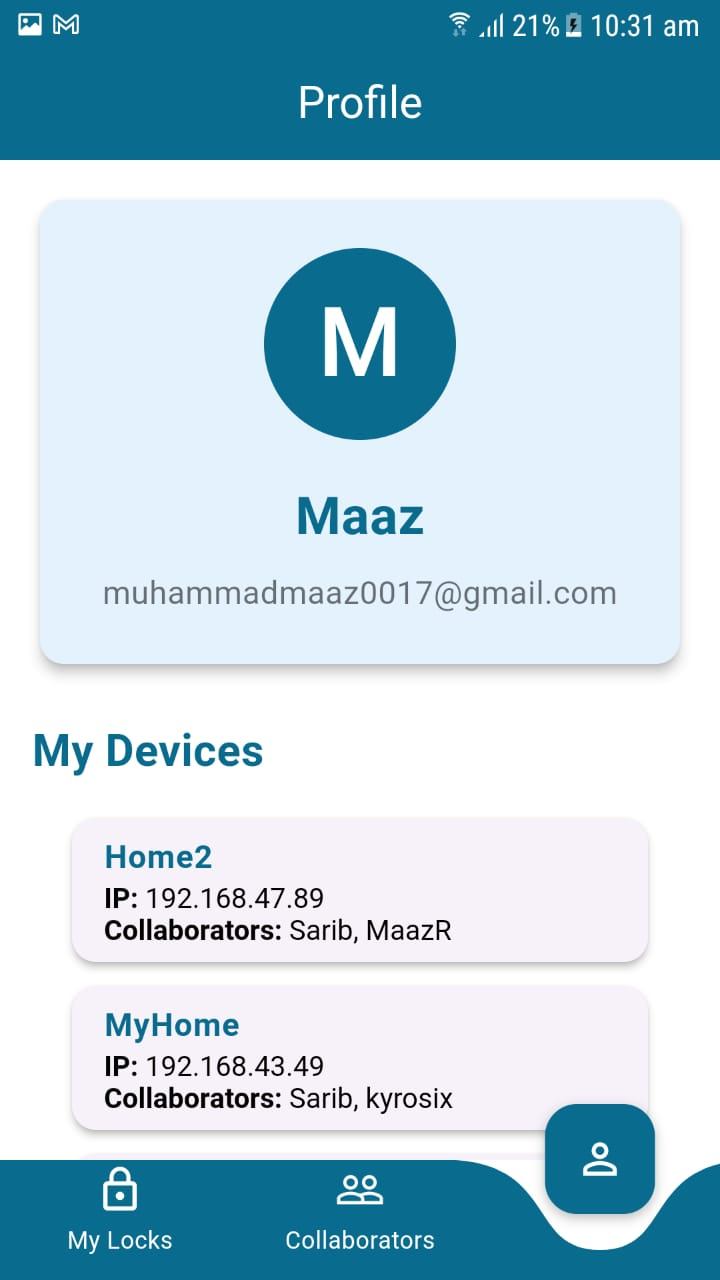 21% 10:31 am
Profile
M
Maaz
muhammadmaaz0017@gmail.com
My Devices
Home2
IP: 192.168.47.89
Collaborators: Sarib, MaazR
MyHome
IP: 192.168.43.49
Collaborators: Sarib, kyrosix
My Locks
Collaborators